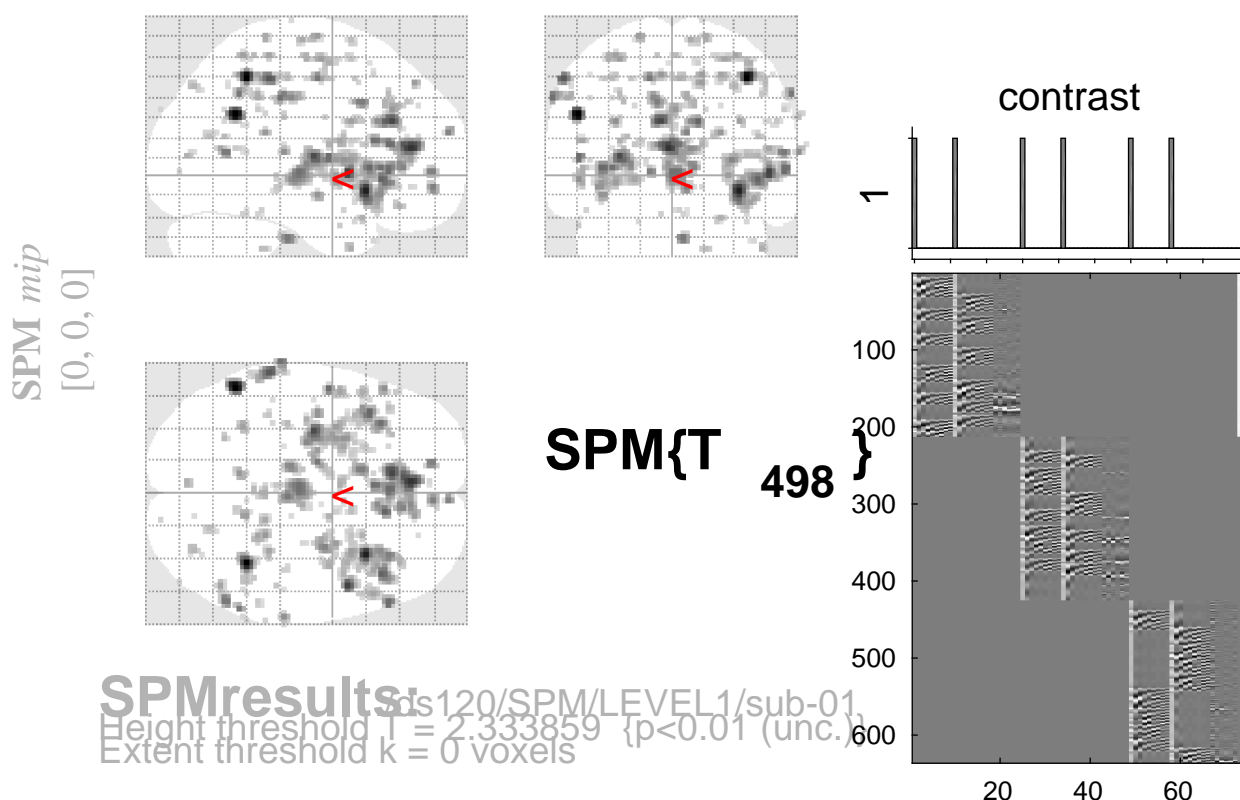 SPM mip
[0, 0, 0]
<
<
<
SPM{T 498 }
contrast
1
100
200
300
400
500
600
20 40 60
SPMresults: /ds120/SPM/LEVEL1/sub-01
Height threshold T = 2.333859 {p<0.01 (unc.)}
Extent threshold k = 0 voxels